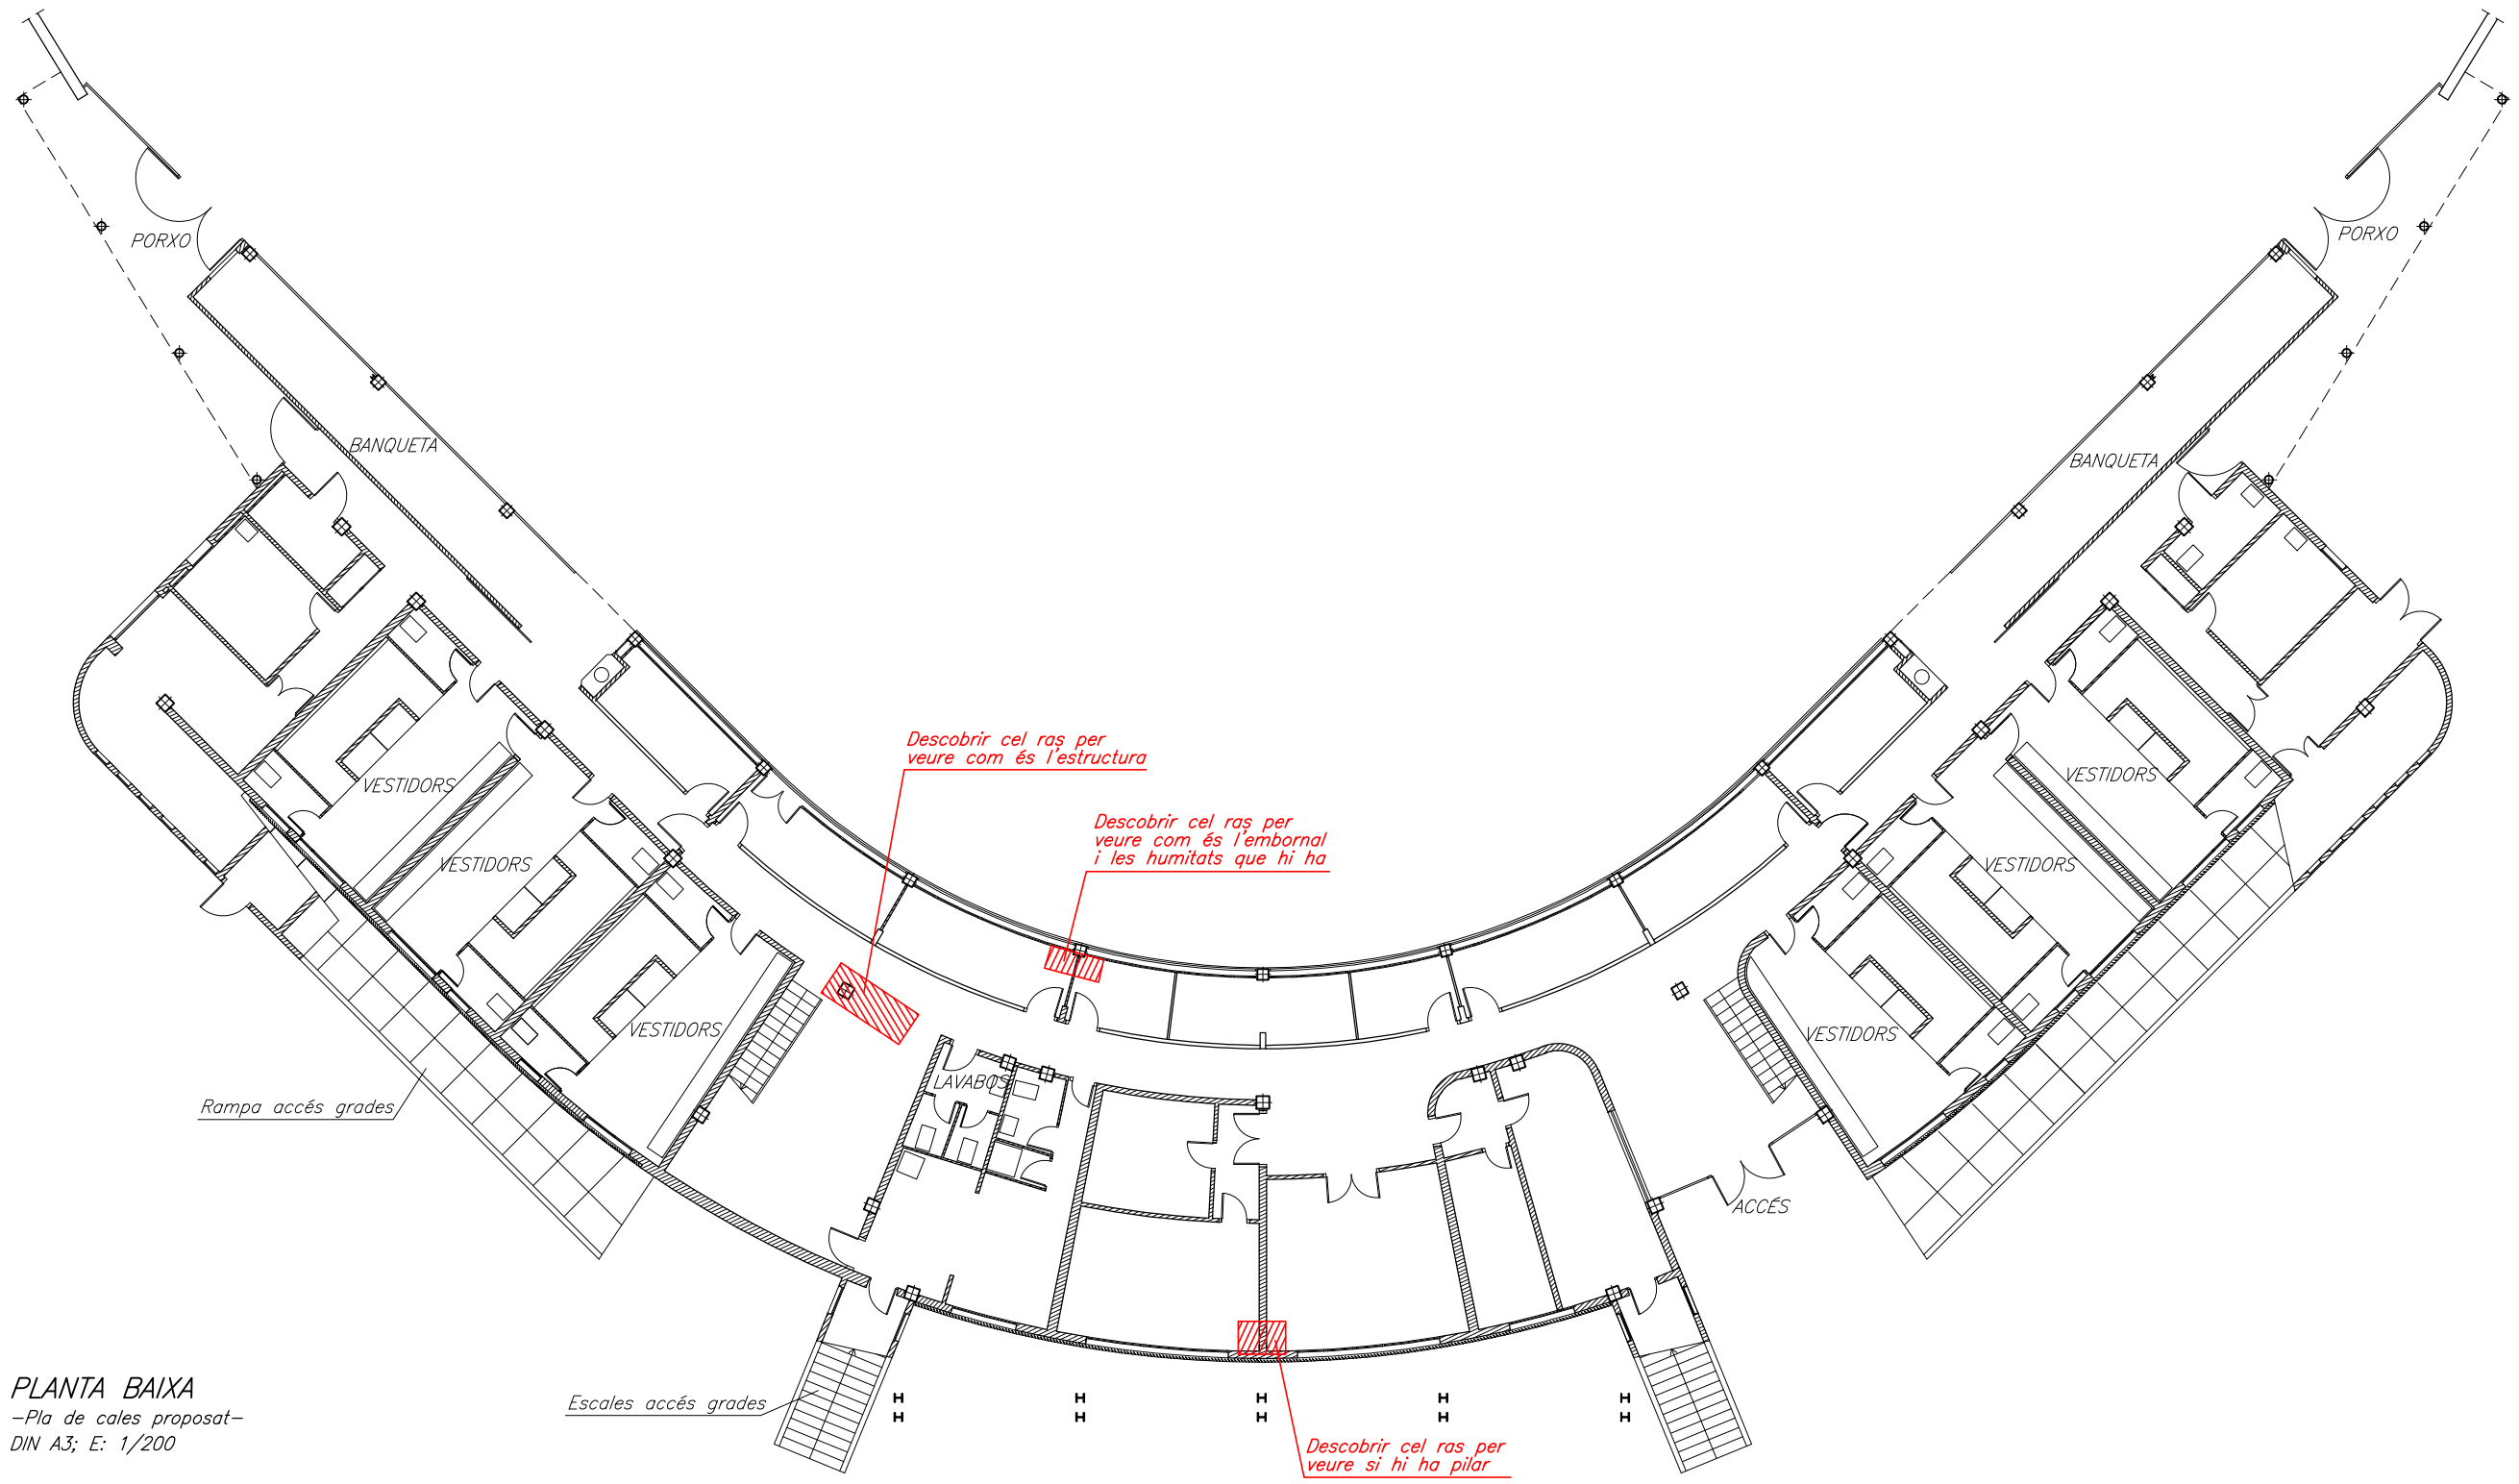 PORXO
PORXO
BANQUETA
BANQUETA
Descobrir cel ras per
veure com és l'estructura
Descobrir cel ras per
veure com és l'embornal
i les humitats que hi ha
VESTIDORS
VESTIDORS
VESTIDORS
VESTIDORS
VESTIDORS
VESTIDORS
LAVABOS
Rampa accés grades
ACCÉS
Escales accés grades
H H H H H
H H H H H
Descobrir cel ras per
veure si hi ha pilar
PLANTA BAIXA
-Pla de cales proposat-
DIN A3; E: 1/200